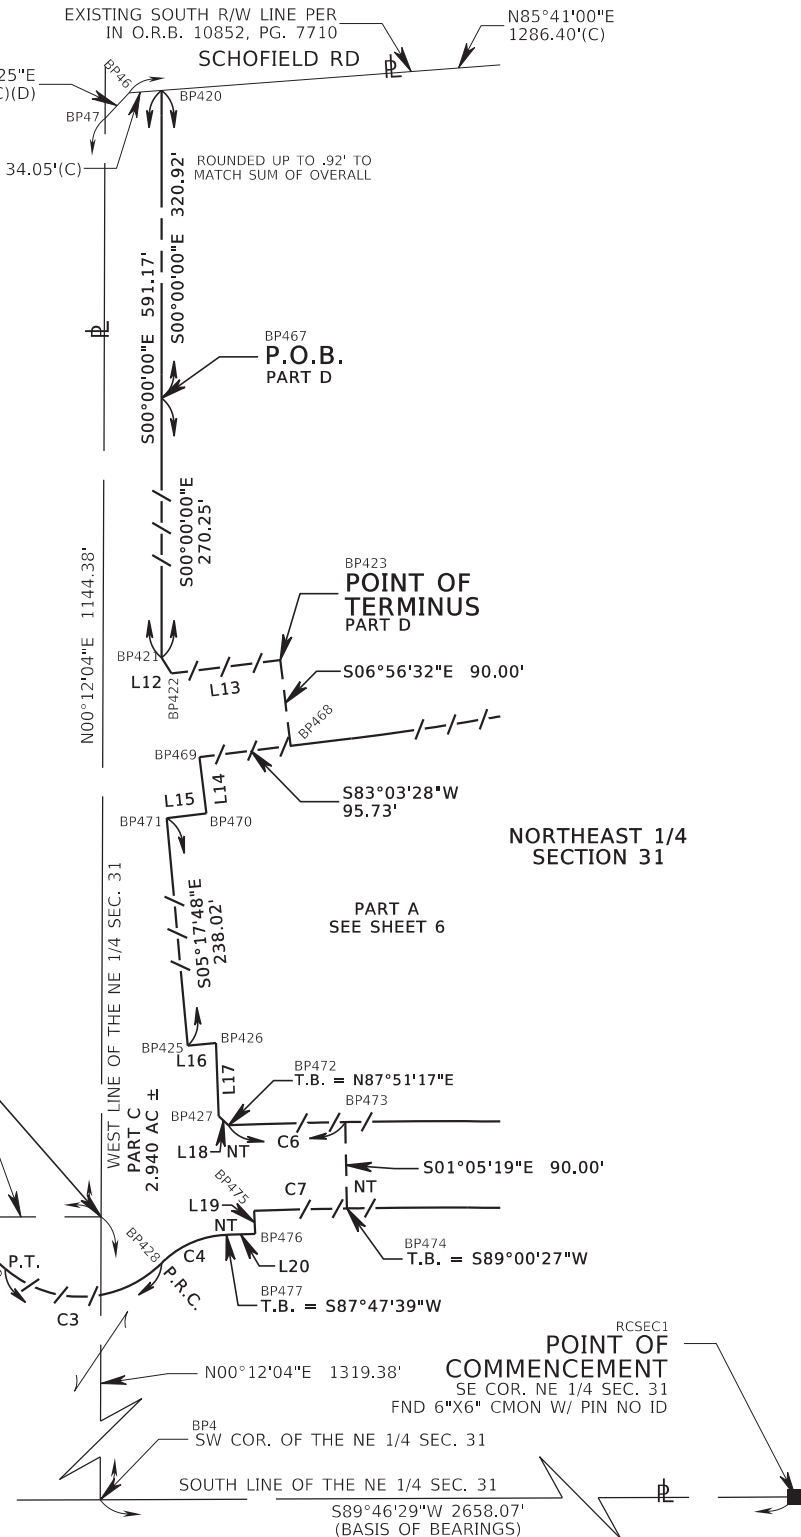 EXISTING SOUTH R/W LINE PER
IN O.R.B. 10852, PG. 7710
N85°41'00"E
1286.40'(C)
SCHOFIELD RD
PL
25"E
C)(D)
BP46
BP47
BP420
34.05'(C)
ROUNDED UP TO .92' TO
MATCH SUM OF OVERALL
S00°00'00"E 320.92'
S00°00'00"E 591.17'
PL
BP467
P.O.B.
PART D
S00°00'00"E
270.25'
N00°12'04"E 1144.38'
BP423
POINT OF
TERMINUS
PART D
BP421
L12
BP422
L13
S06°56'32"E 90.00'
BP468
BP469
L14
S83°03'28"W
95.73'
L15
BP471
BP470
NORTHEAST 1/4
SECTION 31
PART A
SEE SHEET 6
S05°17'48"E
238.02'
WEST LINE OF THE NE 1/4 SEC. 31
BP425
BP426
L16
L17
BP472
T.B. = N87°51'17"E
BP473
BP427
PART C
2.940 AC ±
L18
NT
C6
S01°05'19"E 90.00'
BP475
L19
C7
NT
NT
BP476
BP474
T.B. = S89°00'27"W
BP428
C4
L20
P.T.
P.R.C.
BP477
T.B. = S87°47'39"W
C3
RCSEC1
POINT OF
COMMENCEMENT
SE COR. NE 1/4 SEC. 31
FND 6"X6" CMON W/ PIN NO ID
N00°12'04"E 1319.38'
BP4
SW COR. OF THE NE 1/4 SEC. 31
SOUTH LINE OF THE NE 1/4 SEC. 31
PL
S89°46'29"W 2658.07'
(BASIS OF BEARINGS)